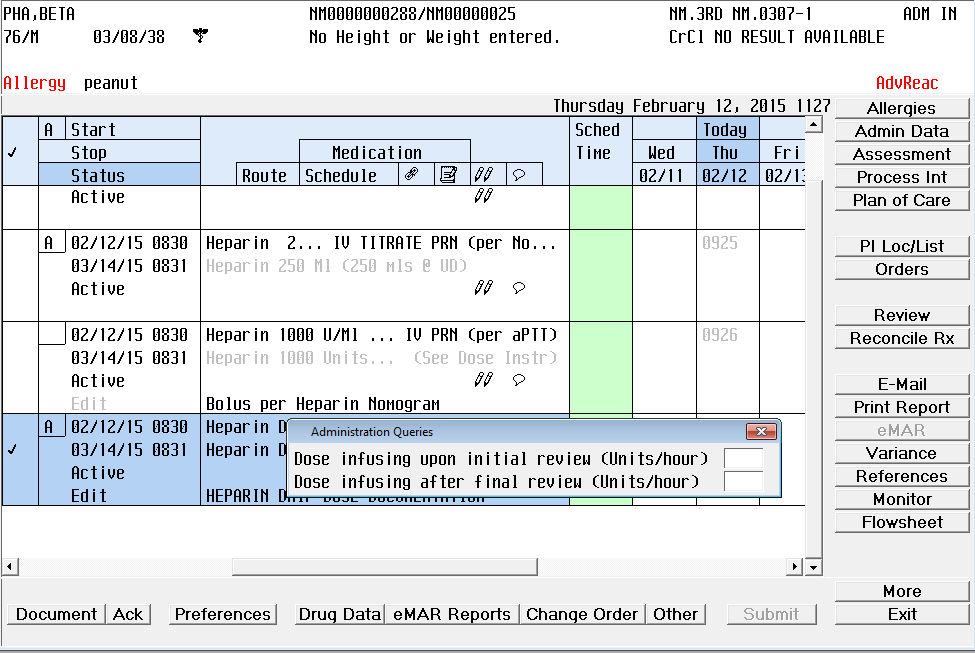 PHA,BETA NM0000000288/NM00000025 NM.3RD NM.0307-1 ADM IN
76/M 03/08/38 No Height or Weight entered. CrCl NO RESULT AVAILABLE
Allergy peanut AdvReac
Thursday February 12, 2015 1127
A Start Sched Today
Stop Medication Time Wed Thu Fri
Status Route Schedule 02/11 02/12 02/13
Active
A 02/12/15 0830 Heparin 2... IV TITRATE PRN (per No... 0925
03/14/15 0831 Heparin 250 Ml (250 mls @ UD)
Active
02/12/15 0830 Heparin 1000 U/Ml ... IV PRN (per aPTT) 0926
03/14/15 0831 Heparin 1000 Units... (See Dose Instr)
Active
Edit Bolus per Heparin Nomogram
A 02/12/15 0830 Heparin D
03/14/15 0831 Heparin D
Active
Edit HEPARIN DRIP DOSE DOCUMENTATION
Administration Queries
Dose infusing upon initial review (Units/hour)
Dose infusing after final review (Units/hour)
Allergies
Admin Data
Assessment
Process Int
Plan of Care
PI Loc/List
Orders
Review
Reconcile Rx
E-Mail
Print Report
eMAR
Variance
References
Monitor
Flowsheet
More
Exit
Document Ack Preferences Drug Data eMAR Reports Change Order Other Submit